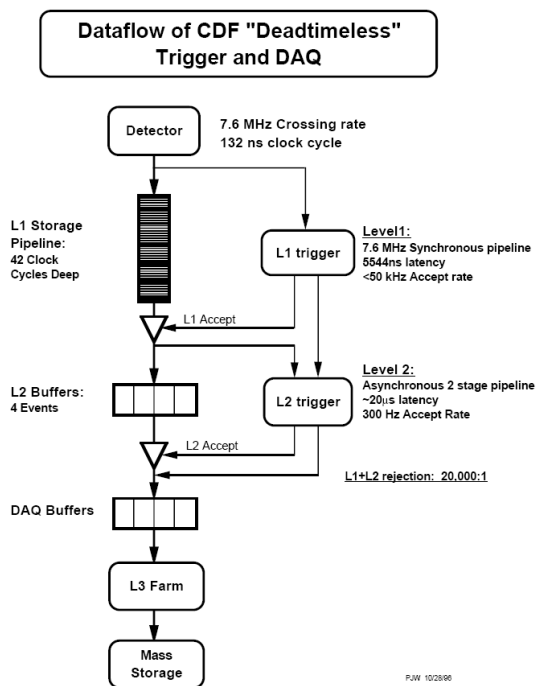 Dataflow of CDF "Deadtimeless"
Trigger and DAQ
Detector
7.6 MHz Crossing rate
132 ns clock cycle
L1 Storage
Pipeline:
42 Clock
Cycles Deep
L1 trigger
Level1:
7.6 MHz Synchronous pipeline
5544ns latency
<50 kHz Accept rate
L1 Accept
L2 Buffers:
4 Events
L2 trigger
Level 2:
Asynchronous 2 stage pipeline
~20µs latency
300 Hz Accept Rate
L2 Accept
L1+L2 rejection: 20,000:1
DAQ Buffers
L3 Farm
Mass
Storage
PJW 10/28/96